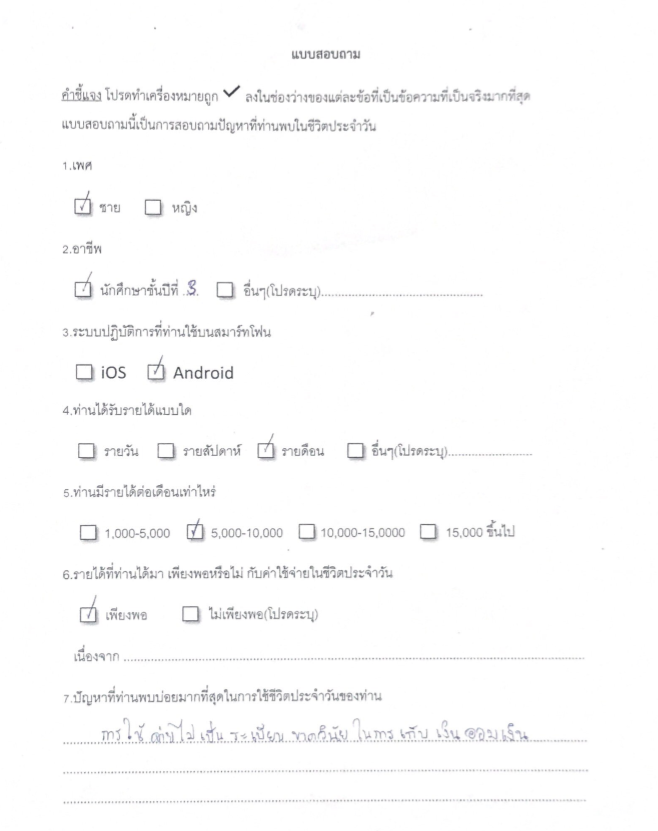 แบบสอบถาม
คำชี้แจง โปรดทำเครื่องหมายถูก ✓ ลงในช่องว่างของแต่ละข้อที่เป็นข้อความที่เป็นจริงมากที่สุด
แบบสอบถามนี้เป็นการสอบถามปัญหาที่ท่านพบในชีวิตประจำวัน
1.เพศ
☑ ชาย ☐ หญิง
2.อาชีพ
☑ นักศึกษาชั้นปีที่ ..3.. ☐ อื่นๆ(โปรดระบุ)................................................
3.ระบบปฏิบัติการที่ท่านใช้บนสมาร์ทโฟน
☐ iOS ☑ Android
4.ท่านได้รับรายได้แบบใด
☐ รายวัน ☐ รายสัปดาห์ ☑ รายเดือน ☐ อื่นๆ(โปรดระบุ).........................
5.ท่านมีรายได้ต่อเดือนเท่าไหร่
☐ 1,000-5,000 ☑ 5,000-10,000 ☐ 10,000-15,0000 ☐ 15,000 ขึ้นไป
6.รายได้ที่ท่านได้มา เพียงพอหรือไม่ กับค่าใช้จ่ายในชีวิตประจำวัน
☑ เพียงพอ ☐ ไม่เพียงพอ(โปรดระบุ)
เนื่องจาก ................................................
7.ปัญหาที่ท่านพบบ่อยมากที่สุดในการใช้ชีวิตประจำวันของท่าน
การใช้ ไม่เป็น ระเบียบ ขาดวินัย ในการ เก็บ เงิน ออมเงิน